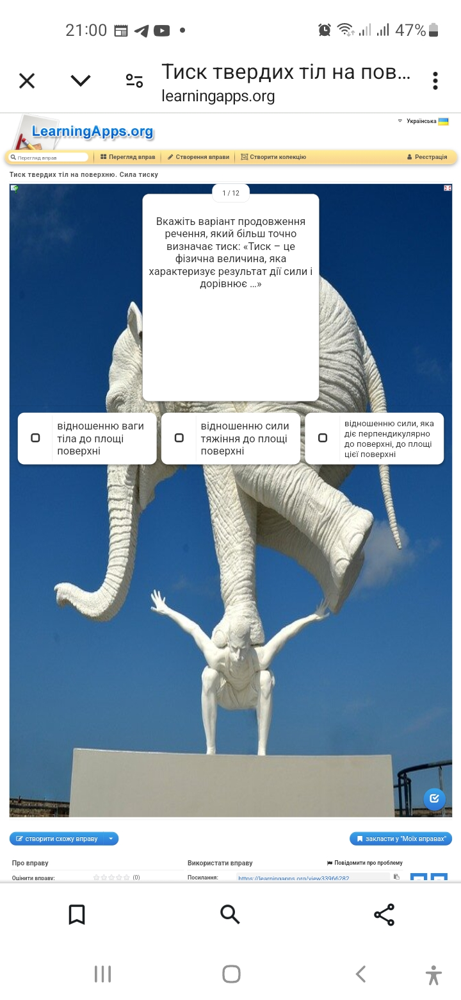 21:00
47%
Тиск твердих тіл на пов...
learningapps.org
LearningApps.org
Українська
Перегляд вправ
Перегляд вправ
Створення вправи
Створити колекцію
Реєстрація
Тиск твердих тіл на поверхню. Сила тиску
1 / 12
Вкажіть варіант продовження
речення, який більш точно
визначає тиск: «Тиск – це
фізична величина, яка
характеризує результат дії сили і
дорівнює ...»
відношенню ваги
тіла до площі
поверхні
відношенню сили
тяжіння до площі
поверхні
відношенню сили, яка
діє перпендикулярно
до поверхні, до площі
цієї поверхні
створити схожу вправу
закласти у "Моїх вправах"
Про вправу
Використати вправу
Повідомити про проблему
Оцінити вправу:
(0)
Посилання:
https://learningapps.org/view33966282